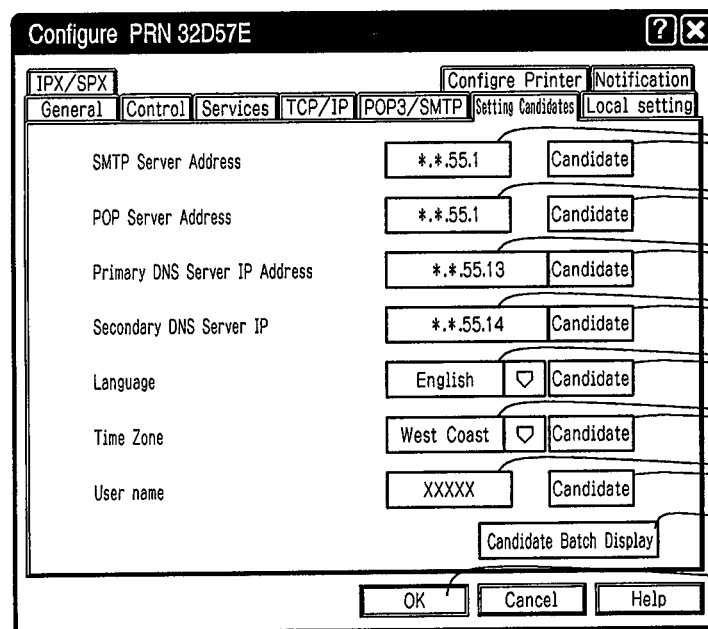 Configure PRN 32D57E ? X
IPX/SPX Configre Printer Notification
General Control Services TCP/IP POP3/SMTP Setting Candidates Local setting
SMTP Server Address *.*.55.1 Candidate
POP Server Address *.*.55.1 Candidate
Primary DNS Server IP Address *.*.55.13 Candidate
Secondary DNS Server IP *.*.55.14 Candidate
Language English Candidate
Time Zone West Coast Candidate
User name XXXXX Candidate
Candidate Batch Display
OK Cancel Help